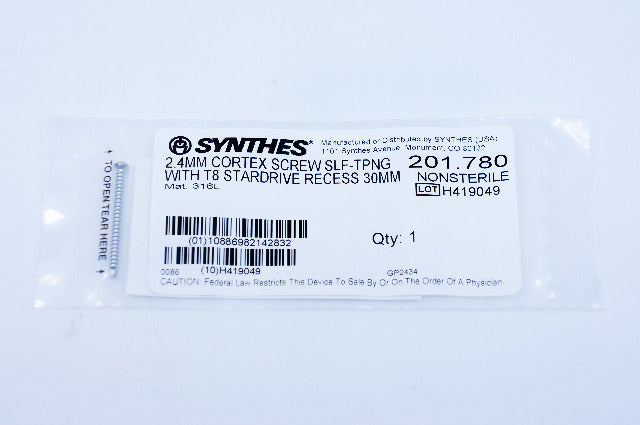 SYNTHES®
Manufactured or Distributed by SYNTHES (USA)
1101 Synthes Avenue, Monument, CO 80132
2.4MM CORTEX SCREW SLF-TPNG
WITH T8 STARDRIVE RECESS 30MM
Mat. 316L
201.780
NONSTERILE
LOT H419049
(01)10886982142832
Qty: 1
0086
(10)H419049
GP2434
CAUTION: Federal Law Restricts This Device To Sale By Or On The Order Of A Physician
TO OPEN TEAR HERE